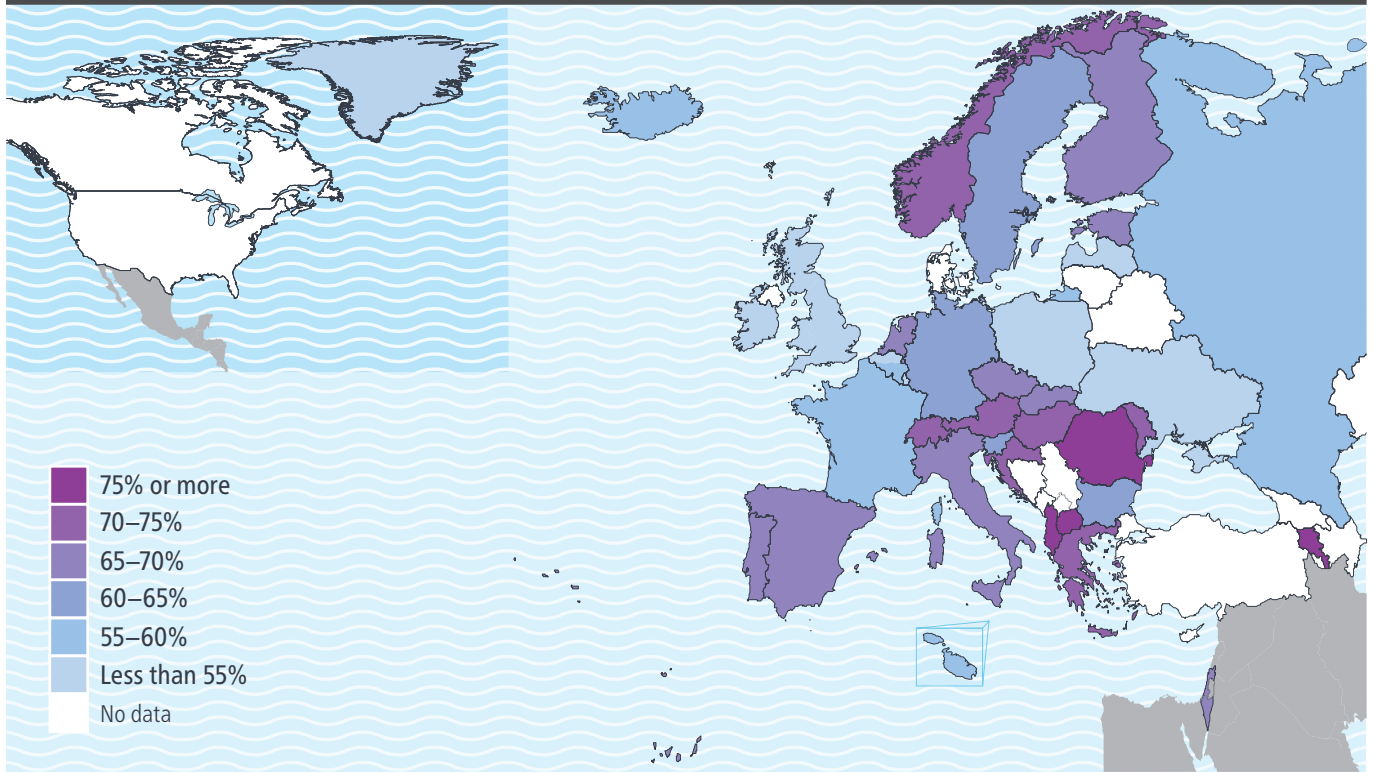 75% or more
70–75%
65–70%
60–65%
55–60%
Less than 55%
No data